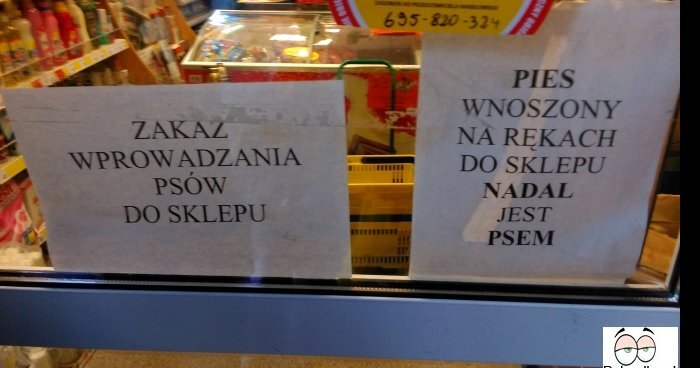 695-820-324
ZAKAZ
WPROWADZANIA
PSÓW
DO SKLEPU
PIES
WNOSZONY
NA RĘKACH
DO SKLEPU
NADAL
JEST
PSEM